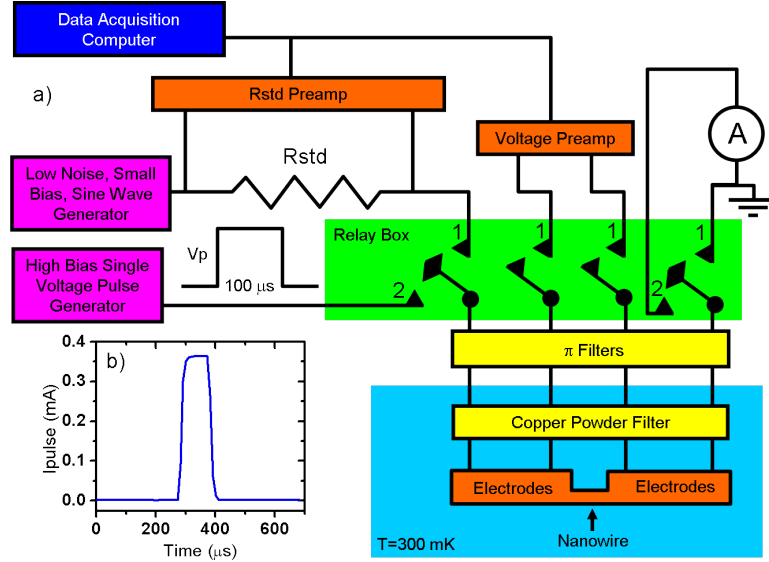 Data Acquisition
Computer
a)
Rstd Preamp
Voltage Preamp
A
Rstd
Low Noise, Small
Bias, Sine Wave
Generator
Vp
100 μs
High Bias Single
Voltage Pulse
Generator
Relay Box
1
1
1
1
2
2
π Filters
Copper Powder Filter
Electrodes
Electrodes
Nanowire
T=300 mK
b)
Ipulse (mA)
0.4
0.3
0.2
0.1
0.0
0
200
400
600
Time (μs)